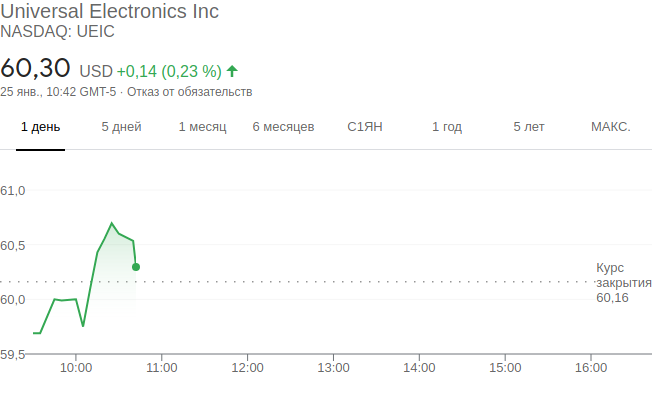 Universal Electronics Inc
NASDAQ: UEIC
60,30 USD +0,14 (0,23 %)
25 янв., 10:42 GMT-5 · Отказ от обязательств
1 день 5 дней 1 месяц 6 месяцев С1ЯН 1 год 5 лет МАКС.
61,0
60,5
Курс
закрытия
60,16
60,0
59,5
10:00 11:00 12:00 13:00 14:00 15:00 16:00